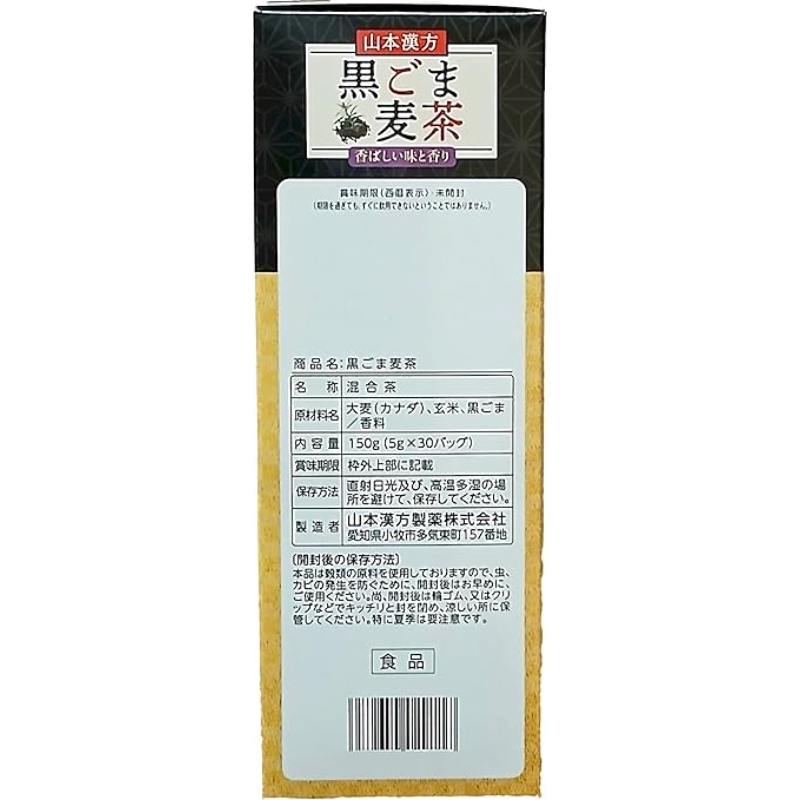 山本漢方
黒ごま
麦茶
香ばしい味と香り
賞味期限(西暦表示)・未開封
(期限を過ぎても、すぐに飲用できないということではありません。)
商品名:黒ごま麦茶
名称 混合茶
原材料名 大麦(カナダ)、玄米、黒ごま
/香料
内容量 150g(5g×30バッグ)
賞味期限 枠外上部に記載
保存方法 直射日光及び、高温多湿の場
所を避けて、保存してください。
製造者 山本漢方製薬株式会社
愛知県小牧市多気東町157番地
〔開封後の保存方法〕
本品は穀類の原料を使用しておりますので、虫、
カビの発生を防ぐために、開封後はお早めに、
ご使用ください。尚、開封後は輪ゴム、又はクリ
ップなどでキッチリと封を閉め、涼しい所に保
管してください。特に夏季は要注意です。
食品